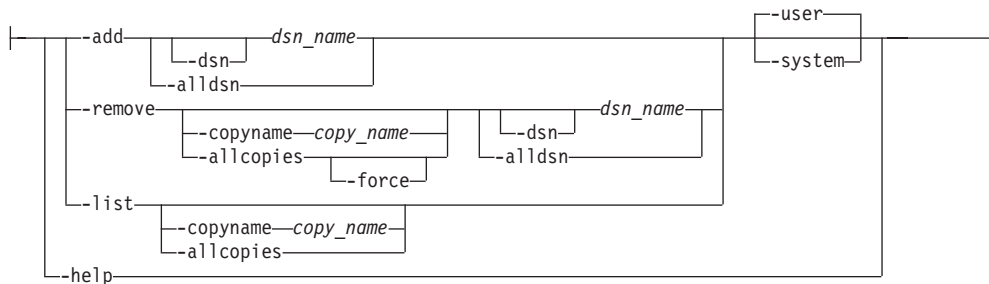 -user
-add dsn_name
-dsn -system
-alldsn
-remove dsn_name
-copyname copy_name -dsn
-allcopies -alldsn
-force
-list
-copyname copy_name
-allcopies
-help